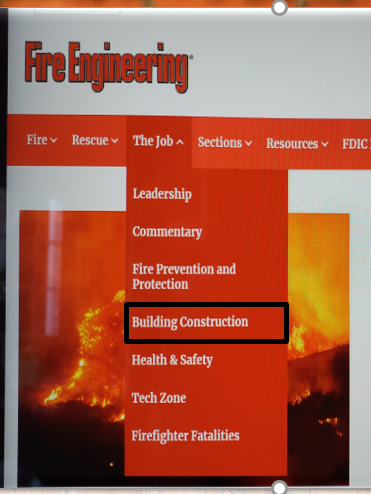 Fire Engineering
Fire Rescue The Job Sections Resources FDIC
Leadership
Commentary
Fire Prevention and
Protection
Building Construction
Health & Safety
Tech Zone
Firefighter Fatalities